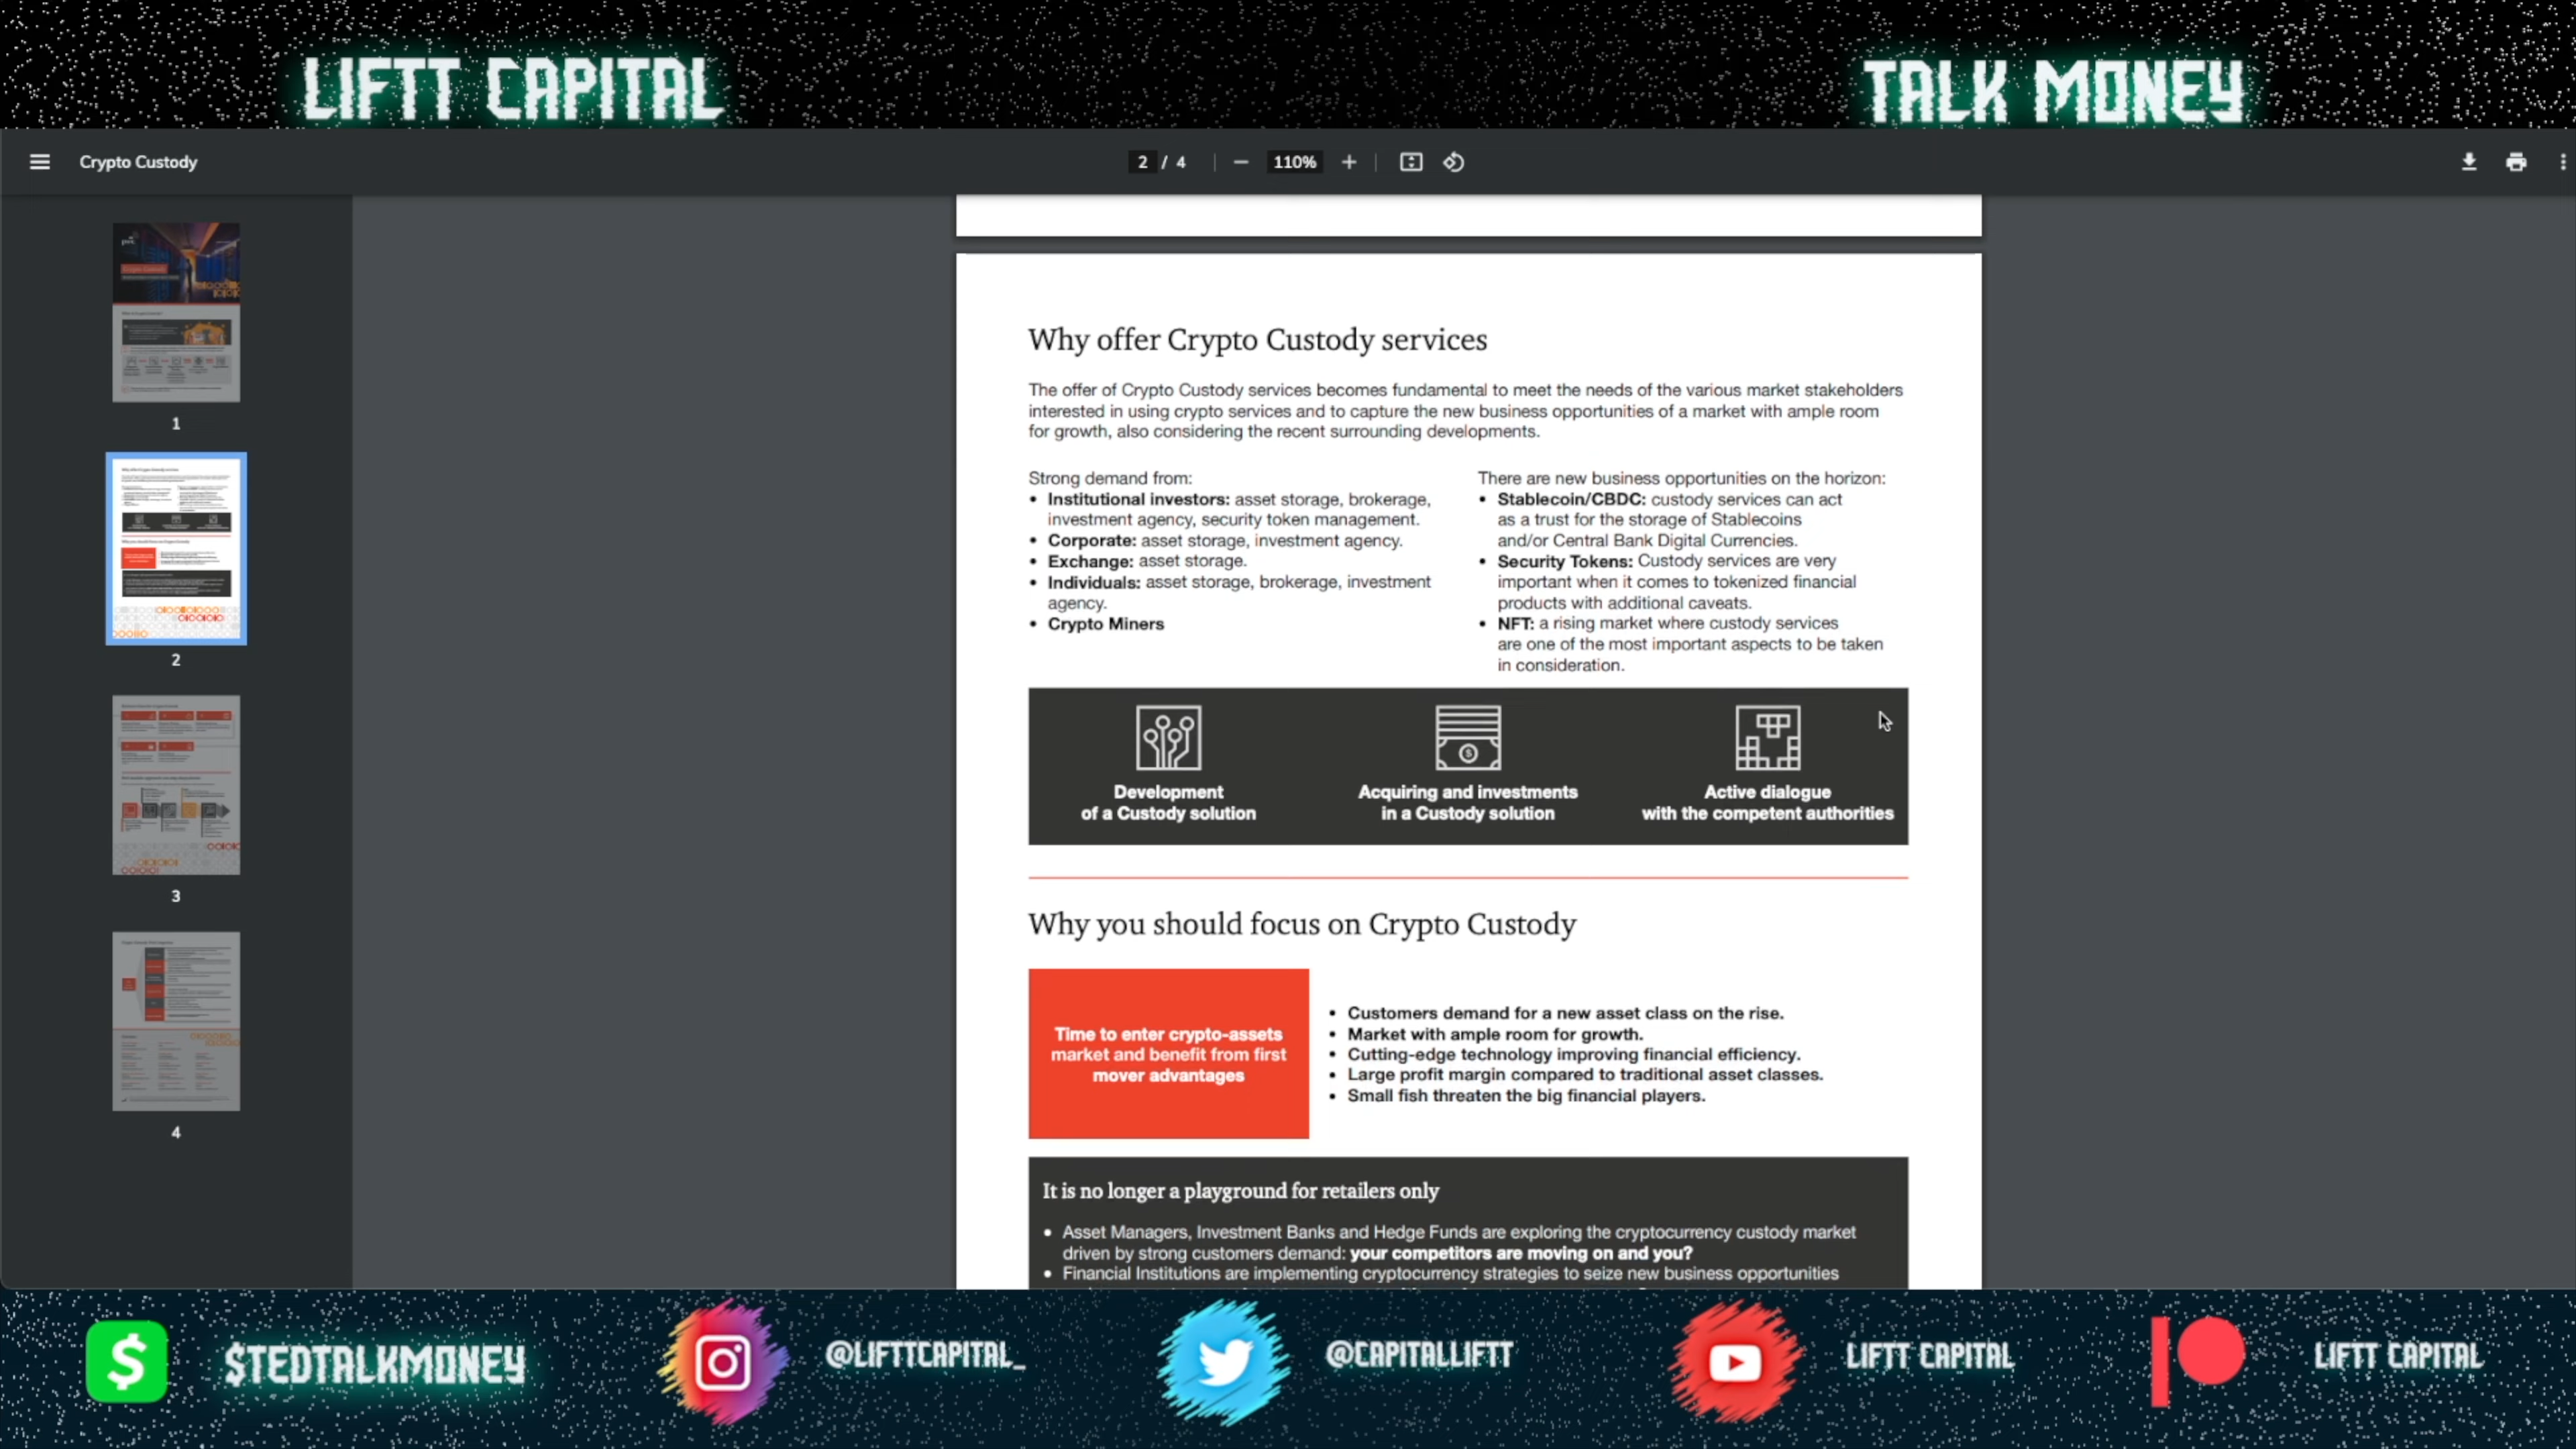 LIFTT CAPITAL
TALK MONEY
Crypto Custody
2 / 4
110%
1
2
3
4
Why offer Crypto Custody services
The offer of Crypto Custody services becomes fundamental to meet the needs of the various market stakeholders
interested in using crypto services and to capture the new business opportunities of a market with ample room
for growth, also considering the recent surrounding developments.
Strong demand from:
• Institutional investors: asset storage, brokerage,
investment agency, security token management.
• Corporate: asset storage, investment agency.
• Exchange: asset storage.
• Individuals: asset storage, brokerage, investment
agency.
• Crypto Miners
There are new business opportunities on the horizon:
• Stablecoin/CBDC: custody services can act
as a trust for the storage of Stablecoins
and/or Central Bank Digital Currencies.
• Security Tokens: Custody services are very
important when it comes to tokenized financial
products with additional caveats.
• NFT: a rising market where custody services
are one of the most important aspects to be taken
in consideration.
Development
of a Custody solution
Acquiring and investments
in a Custody solution
Active dialogue
with the competent authorities
Why you should focus on Crypto Custody
Time to enter crypto-assets
market and benefit from first
mover advantages
• Customers demand for a new asset class on the rise.
• Market with ample room for growth.
• Cutting-edge technology improving financial efficiency.
• Large profit margin compared to traditional asset classes.
• Small fish threaten the big financial players.
It is no longer a playground for retailers only
• Asset Managers, Investment Banks and Hedge Funds are exploring the cryptocurrency custody market
driven by strong customers demand: your competitors are moving on and you?
• Financial Institutions are implementing cryptocurrency strategies to seize new business opportunities
$TEDTALKMONEY
@LIFTTCAPITAL_
@CAPITALLIFTT
LIFTT CAPITAL
LIFTT CAPITAL